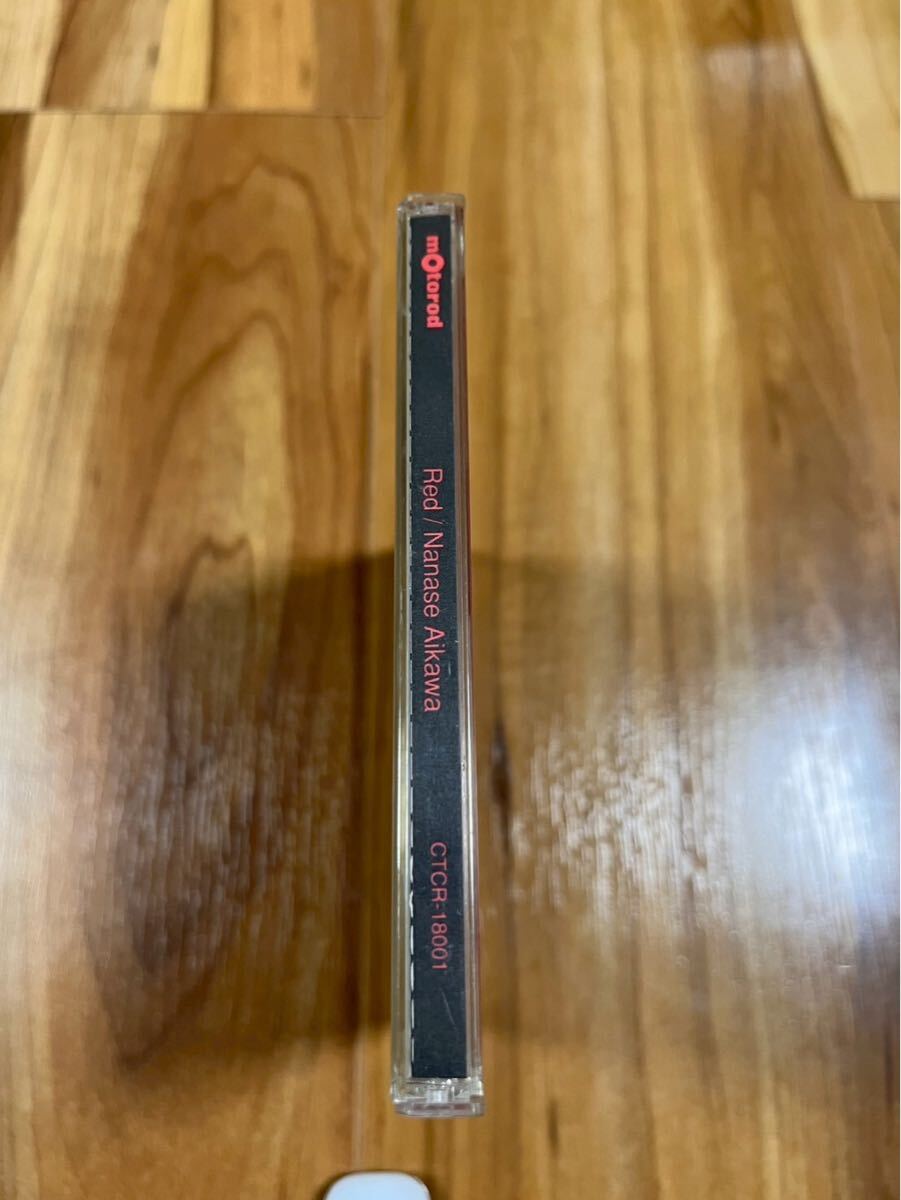 motorod
Red / Nanase Aikawa
CTCR-18001